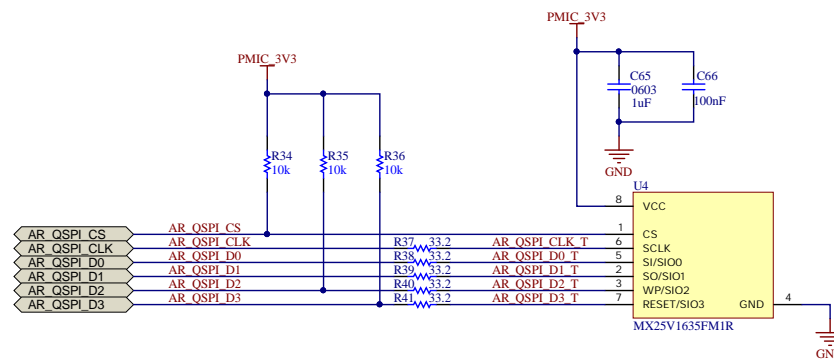 PMIC_3V3
PMIC_3V3
C65
0603
1uF
C66
100nF
GND
R34
10k
R35
10k
R36
10k
U4
8 VCC
AR_QSPI_CS AR_QSPI_CS 1 CS
AR_QSPI_CLK AR_QSPI_CLK R37 33.2 AR_QSPI_CLK_T 6 SCLK
AR_QSPI_D0 AR_QSPI_D0 R38 33.2 AR_QSPI_D0_T 5 SI/SIO0
AR_QSPI_D1 AR_QSPI_D1 R39 33.2 AR_QSPI_D1_T 2 SO/SIO1
AR_QSPI_D2 AR_QSPI_D2 R40 33.2 AR_QSPI_D2_T 3 WP/SIO2
AR_QSPI_D3 AR_QSPI_D3 R41 33.2 AR_QSPI_D3_T 7 RESET/SIO3 GND 4
MX25V1635FM1R
GN